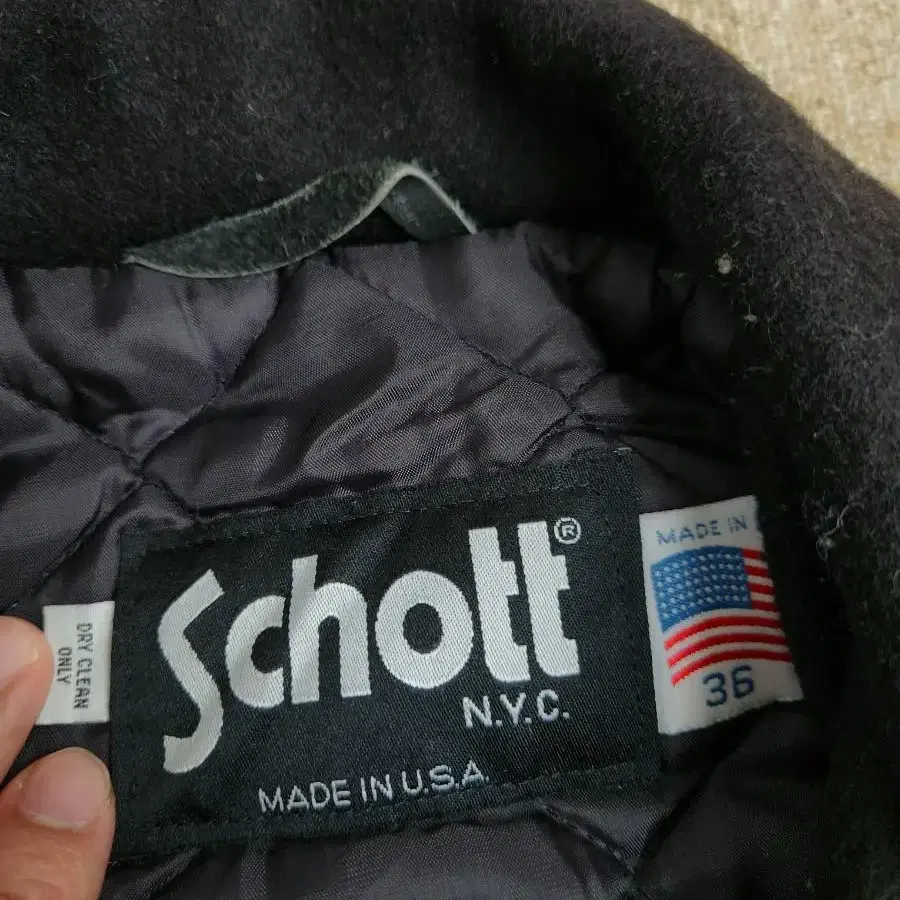 Schott®
N.Y.C.
MADE IN U.S.A.
MADE IN
36
DRY CLEAN
ONLY